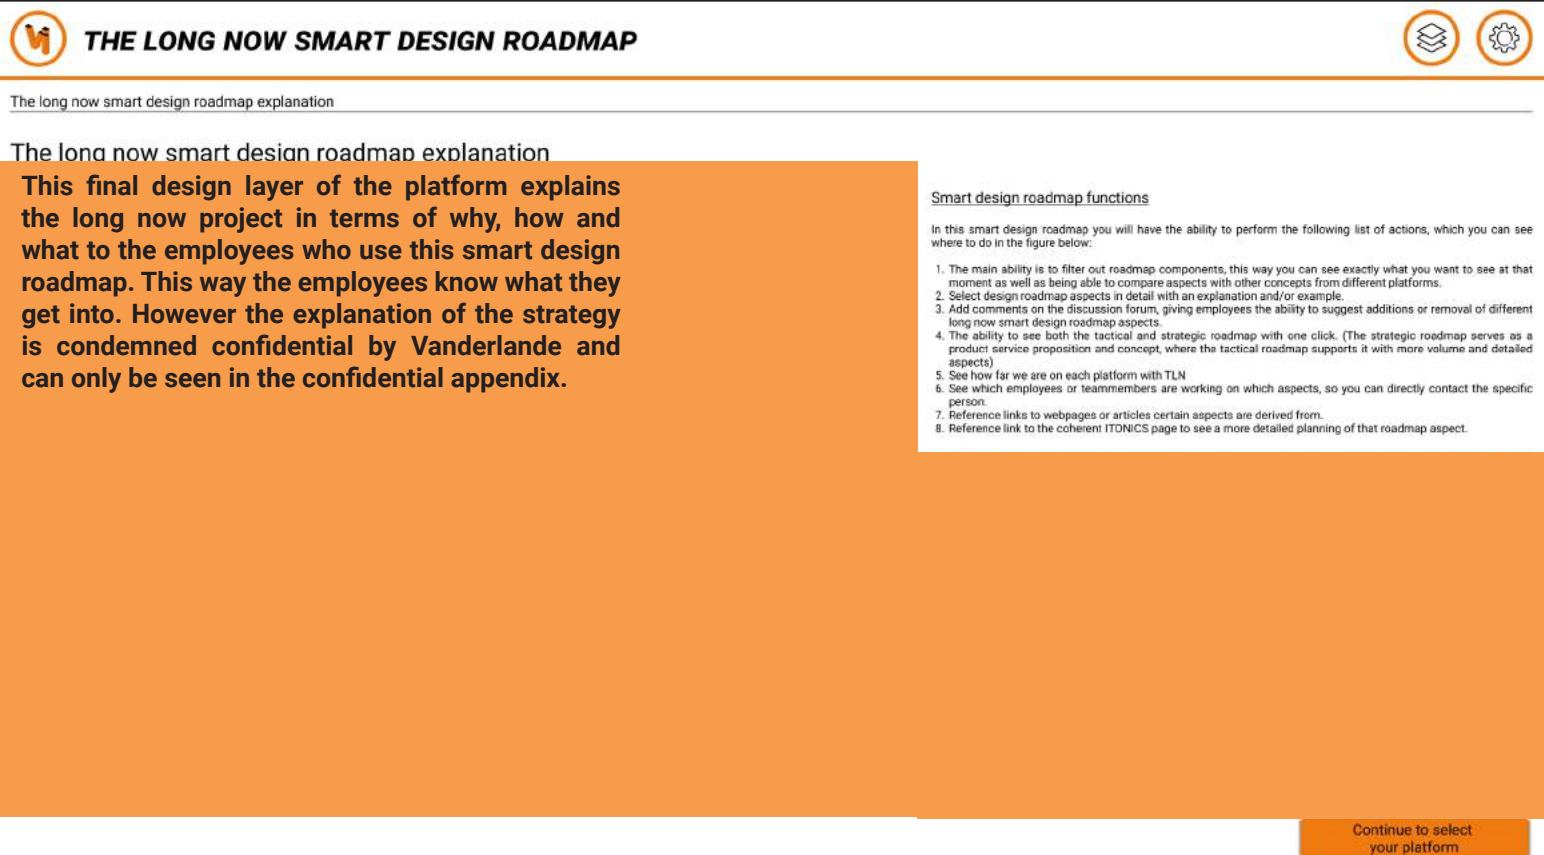 THE LONG NOW SMART DESIGN ROADMAP
The long now smart design roadmap explanation
The long now smart design roadmap explanation
This final design layer of the platform explains
the long now project in terms of why, how and
what to the employees who use this smart design
roadmap. This way the employees know what they
get into. However the explanation of the strategy
is condemned confidential by Vanderlande and
can only be seen in the confidential appendix.
Smart design roadmap functions
In this smart design roadmap you will have the ability to perform the following list of actions, which you can see
where to do in the figure below:
1. The main ability is to filter out roadmap components, this way you can see exactly what you want to see at that
moment as well as being able to compare aspects with other concepts from different platforms.
2. Select design roadmap aspects in detail with an explanation and/or example.
3. Add comments on the discussion forum, giving employees the ability to suggest additions or removal of different
long now smart design roadmap aspects.
4. The ability to see both the tactical and strategic roadmap with one click. (The strategic roadmap serves as a
product service proposition and concept, where the tactical roadmap supports it with more volume and detailed
aspects)
5. See how far we are on each platform with TLN
6. See which employees or teammembers are working on which aspects, so you can directly contact the specific
person.
7. Reference links to webpages or articles certain aspects are derived from.
8. Reference link to the coherent ITONICS page to see a more detailed planning of that roadmap aspect.
Continue to select
your platform